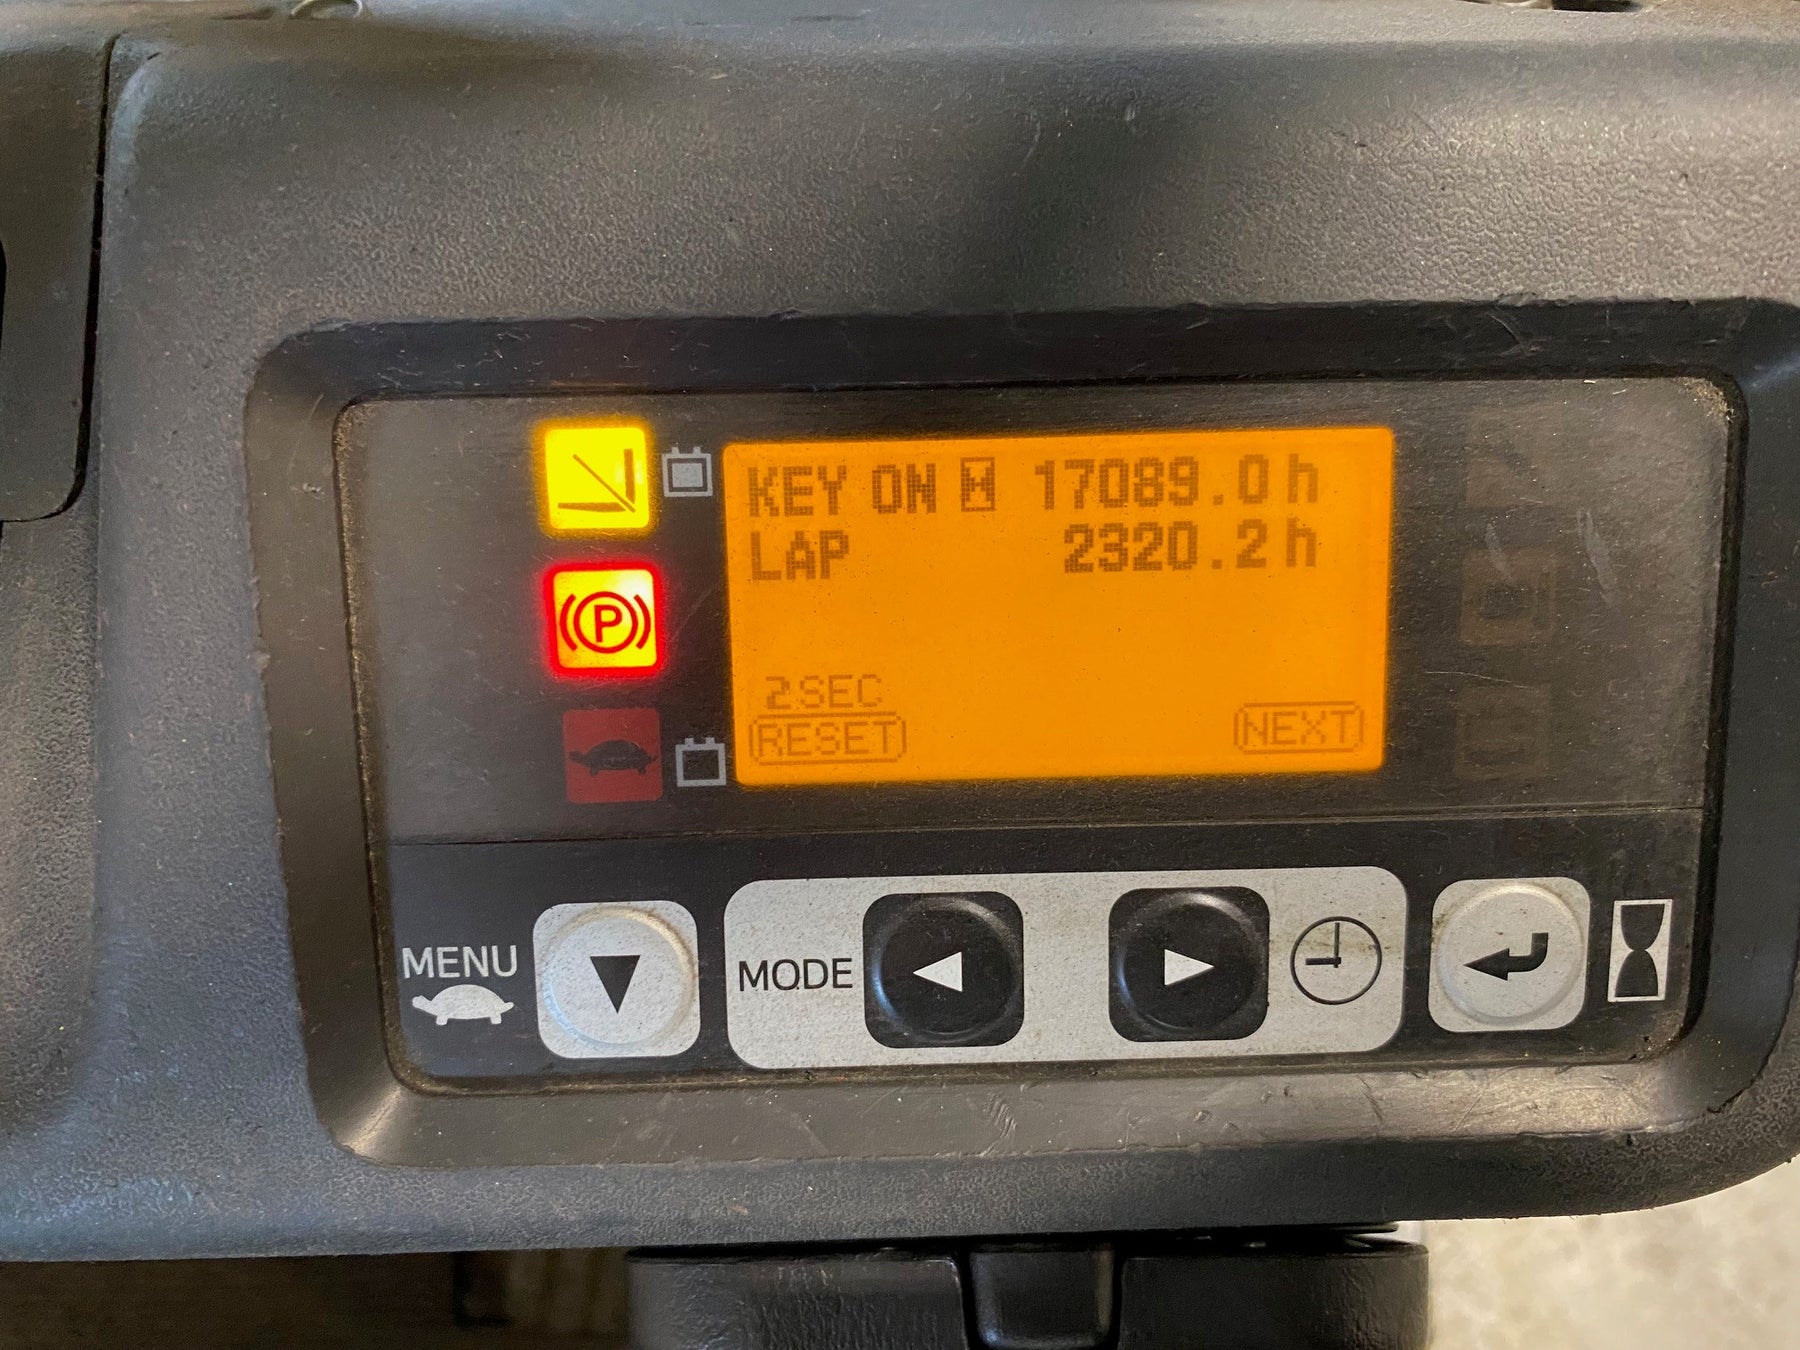 KEY ON 17089.0h
LAP 2320.2h
2SEC
RESET NEXT
P
MENU
MODE